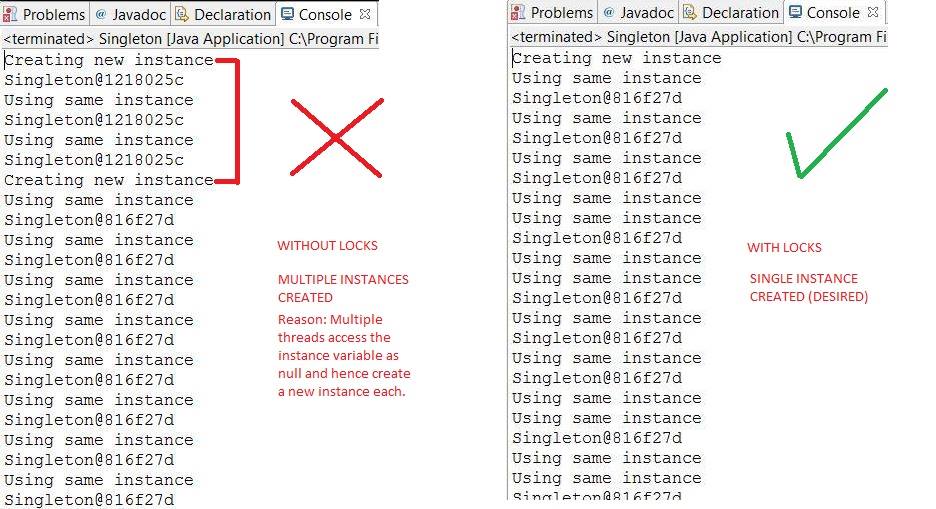 Problems @ Javadoc Declaration Console
<terminated> Singleton [Java Application] C:\Program Fi
Creating new instance
Singleton@1218025c
Using same instance
Singleton@1218025c
Using same instance
Singleton@1218025c
Creating new instance
Using same instance
Singleton@816f27d
Using same instance
Singleton@816f27d
Using same instance
Singleton@816f27d
Using same instance
Singleton@816f27d
Using same instance
Singleton@816f27d
Using same instance
Singleton@816f27d
Using same instance
Singleton@816f27d
Using same instance
Singleton@816f27d
WITHOUT LOCKS
MULTIPLE INSTANCES
CREATED
Reason: Multiple
threads access the
instance variable as
null and hence create
a new instance each.
Problems @ Javadoc Declaration Console
<terminated> Singleton [Java Application] C:\Program Fi
Creating new instance
Using same instance
Singleton@816f27d
Using same instance
Singleton@816f27d
Using same instance
Singleton@816f27d
Using same instance
Using same instance
Singleton@816f27d
Using same instance
Using same instance
Singleton@816f27d
Using same instance
Singleton@816f27d
Using same instance
Singleton@816f27d
Using same instance
Using same instance
Singleton@816f27d
Using same instance
Using same instance
Singleton@816f27d
WITH LOCKS
SINGLE INSTANCE
CREATED (DESIRED)